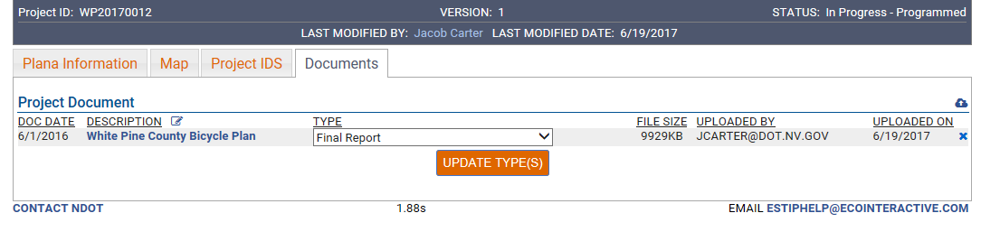 Project ID: WP20170012 VERSION: 1 STATUS: In Progress - Programmed
LAST MODIFIED BY: Jacob Carter LAST MODIFIED DATE: 6/19/2017
Plana Information Map Project IDS Documents
Project Document
DOC DATE DESCRIPTION TYPE FILE SIZE UPLOADED BY UPLOADED ON
6/1/2016 White Pine County Bicycle Plan Final Report 9929KB JCARTER@DOT.NV.GOV 6/19/2017
UPDATE TYPE(S)
CONTACT NDOT 1.88s EMAIL ESTIPHELP@ECOINTERACTIVE.COM